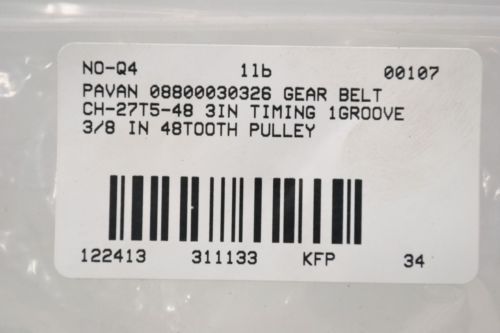 NO-Q4 1lb 00107
PAVAN 08800030326 GEAR BELT
CH-27T5-48 3IN TIMING 1GROOVE
3/8 IN 48TOOTH PULLEY
122413 311133 KFP 34